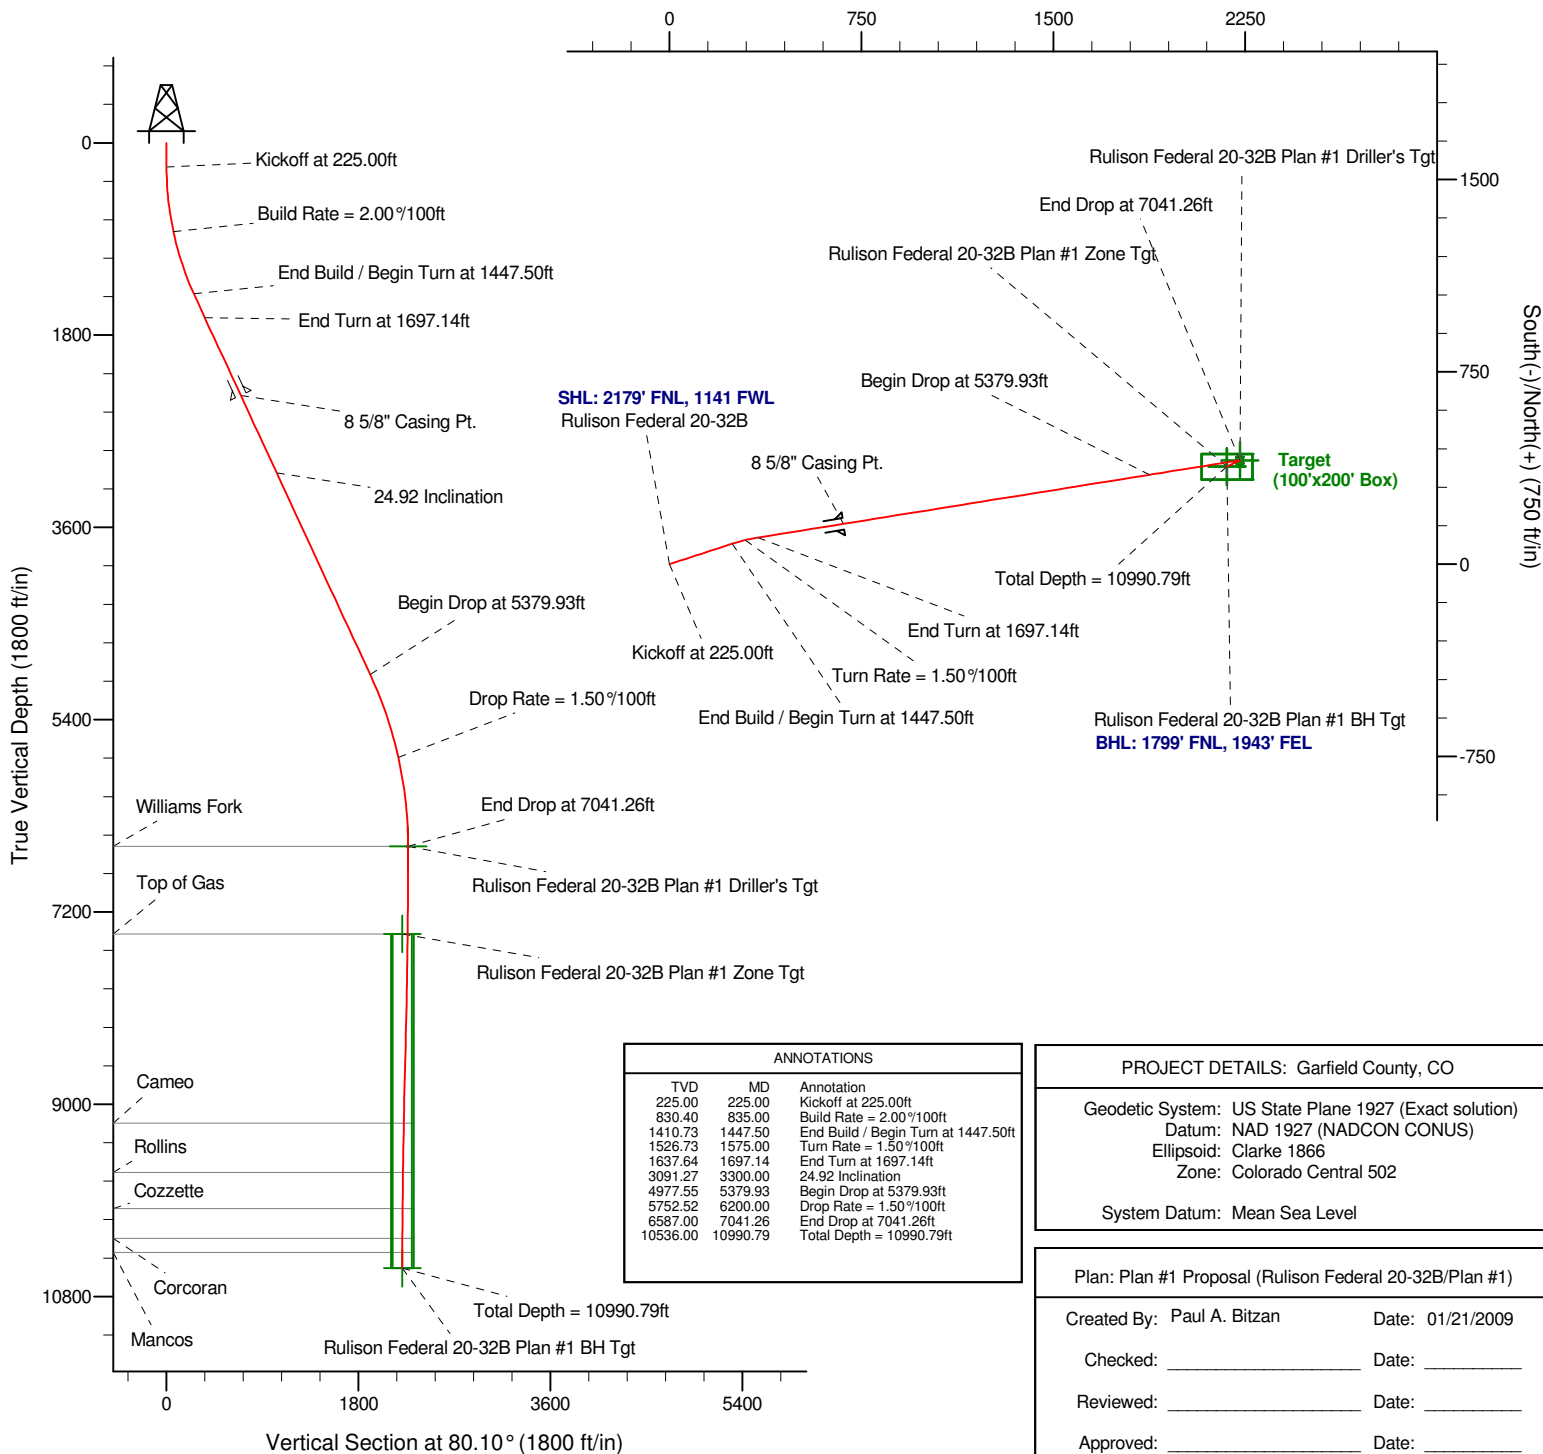 0 750 1500 2250
Kickoff at 225.00ft
Build Rate = 2.00°/100ft
End Build / Begin Turn at 1447.50ft
End Turn at 1697.14ft
8 5/8" Casing Pt.
24.92 Inclination
Begin Drop at 5379.93ft
Drop Rate = 1.50°/100ft
End Drop at 7041.26ft
Rulison Federal 20-32B Plan #1 Driller's Tgt
Rulison Federal 20-32B Plan #1 Zone Tgt
Total Depth = 10990.79ft
Rulison Federal 20-32B Plan #1 BH Tgt
Williams Fork
Top of Gas
Cameo
Rollins
Cozzette
Corcoran
Mancos
0
1800
3600
5400
7200
9000
10800
True Vertical Depth (1800 ft/in)
0 1800 3600 5400
Vertical Section at 80.10° (1800 ft/in)
Rulison Federal 20-32B Plan #1 Driller's Tgt
End Drop at 7041.26ft
Rulison Federal 20-32B Plan #1 Zone Tgt
Begin Drop at 5379.93ft
SHL: 2179' FNL, 1141 FWL
Rulison Federal 20-32B
8 5/8" Casing Pt.
Target
(100'x200' Box)
Total Depth = 10990.79ft
End Turn at 1697.14ft
Kickoff at 225.00ft
Turn Rate = 1.50°/100ft
End Build / Begin Turn at 1447.50ft
Rulison Federal 20-32B Plan #1 BH Tgt
BHL: 1799' FNL, 1943' FEL
1500
750
0
-750
South(-)/North(+) (750 ft/in)
ANNOTATIONS
TVD MD Annotation
225.00 225.00 Kickoff at 225.00ft
830.40 835.00 Build Rate = 2.00°/100ft
1410.73 1447.50 End Build / Begin Turn at 1447.50ft
1526.73 1575.00 Turn Rate = 1.50°/100ft
1637.64 1697.14 End Turn at 1697.14ft
3091.27 3300.00 24.92 Inclination
4977.55 5379.93 Begin Drop at 5379.93ft
5752.52 6200.00 Drop Rate = 1.50°/100ft
6587.00 7041.26 End Drop at 7041.26ft
10536.00 10990.79 Total Depth = 10990.79ft
PROJECT DETAILS: Garfield County, CO
Geodetic System: US State Plane 1927 (Exact solution)
Datum: NAD 1927 (NADCON CONUS)
Ellipsoid: Clarke 1866
Zone: Colorado Central 502
System Datum: Mean Sea Level
Plan: Plan #1 Proposal (Rulison Federal 20-32B/Plan #1)
Created By: Paul A. Bitzan Date: 01/21/2009
Checked: ____________________ Date: __________
Reviewed: ____________________ Date: __________
Approved: ____________________ Date: __________